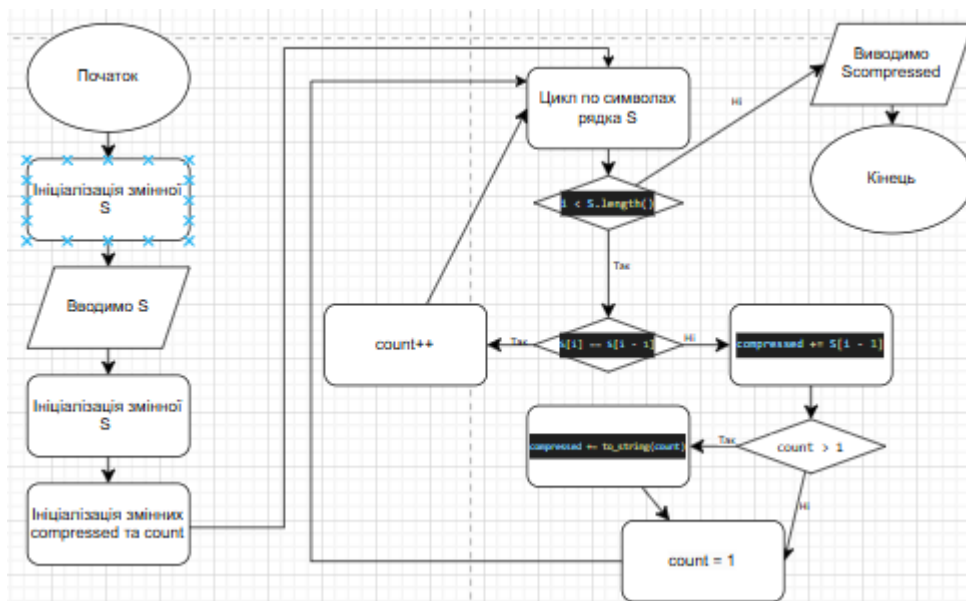 Початок
Ініціалізація змінної
S
Вводимо S
Ініціалізація змінної
S
Ініціалізація змінних
compressed та count
Цикл по символах
рядка S
i < S.length()
Ні
Так
S[i] == S[i - 1]
Так
count++
Ні
compressed += S[i - 1]
count > 1
Так
compressed += to_string(count)
Ні
count = 1
Виводимо
Scompressed
Кінець